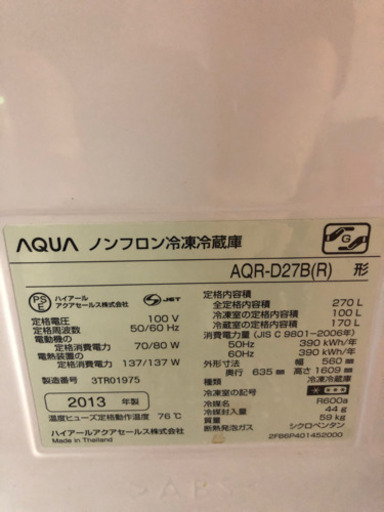 AQUA ノンフロン冷凍冷蔵庫
G
AQR-D27B(R) 形
PS
E
ハイアール
アクアセールス株式会社
JET
定格電圧 100 V
定格周波数 50/60 Hz
電動機の
定格消費電力 70/80 W
電熱装置の
定格消費電力 137/137 W
製造番号 3TR01975
2013 年製
温度ヒューズ定格動作温度 76℃
ハイアールアクアセールス株式会社
Made in Thailand
定格内容積
全定格内容積 270 L
冷凍室の定格内容積 100 L
冷蔵室の定格内容積 170 L
消費電力量 (JIS C 9801-2006年)
50Hz 390 kWh/年
60Hz 390 kWh/年
外形寸法 幅 560 mm
奥行 635 mm 高さ 1609 mm
種類 冷凍冷蔵庫
冷凍室の記号
冷媒 R600a
冷媒封入量 44 g
質量 59 kg
断熱発泡ガス シクロペンタン
2FB6P401452000
>AB